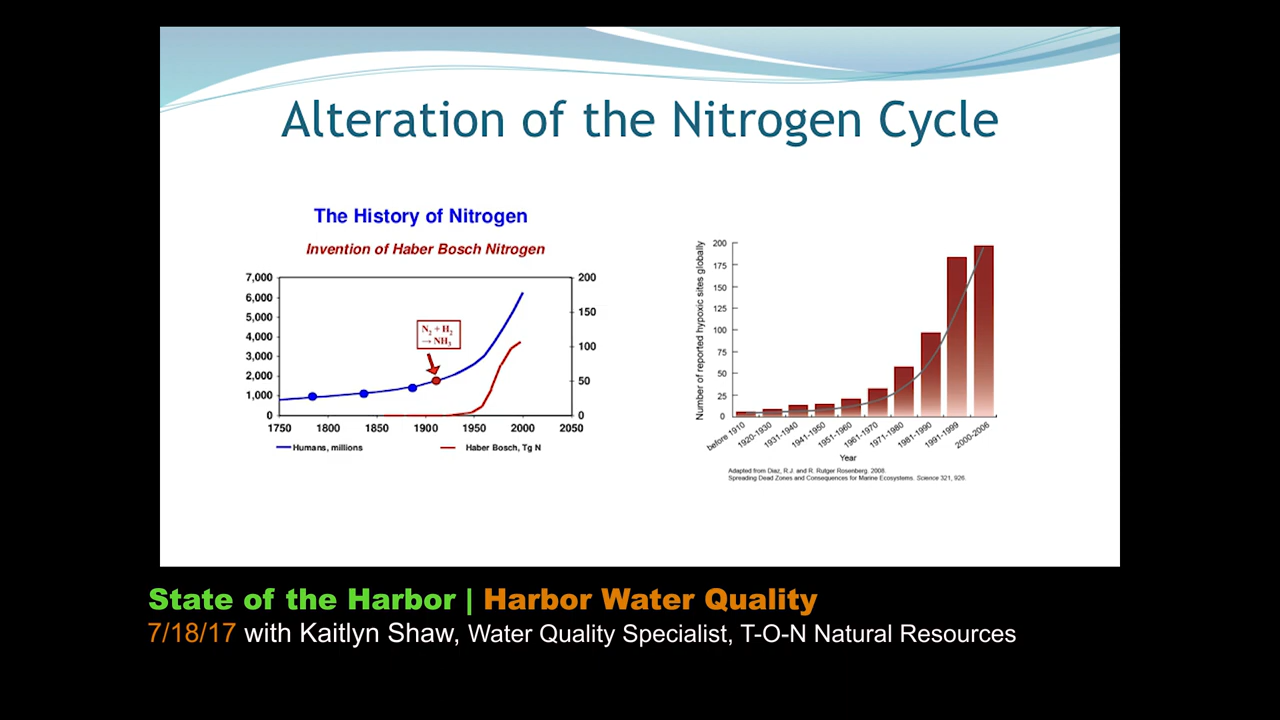 Alteration of the Nitrogen Cycle
The History of Nitrogen
Invention of Haber Bosch Nitrogen
7,000
6,000
5,000
4,000
3,000
2,000
1,000
0
200
150
100
50
0
N2 + H2
→ NH3
1750 1800 1850 1900 1950 2000 2050
Humans, millions
Haber Bosch, Tg N
Number of reported hypoxic sites globally
200
175
150
125
100
75
50
25
0
before 1910
1920-1930
1931-1940
1941-1950
1951-1960
1961-1970
1971-1980
1981-1990
1991-1999
2000-2006
Year
Adapted from Diaz, R.J. and R. Rutger Rosenberg. 2008.
Spreading Dead Zones and Consequences for Marine Ecosystems. Science 321, 926.
State of the Harbor | Harbor Water Quality
7/18/17 with Kaitlyn Shaw, Water Quality Specialist, T-O-N Natural Resources